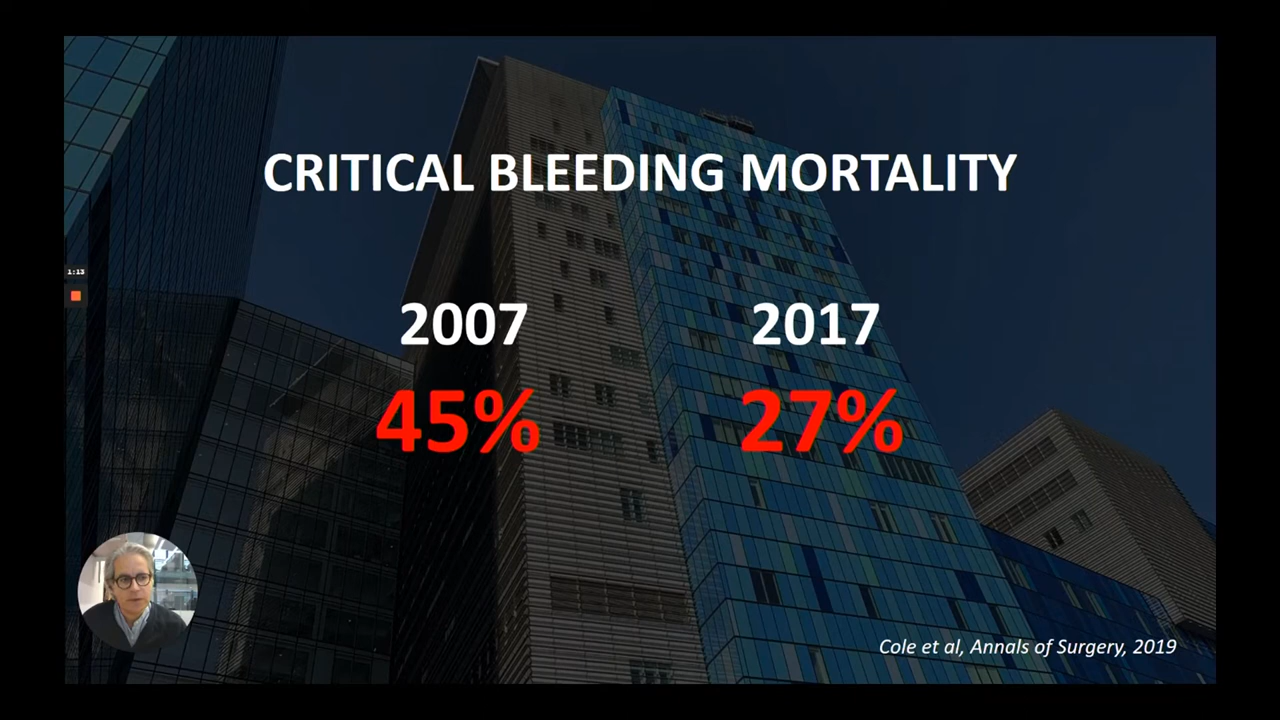 CRITICAL BLEEDING MORTALITY
1:13
2007 2017
45% 27%
Cole et al, Annals of Surgery, 2019